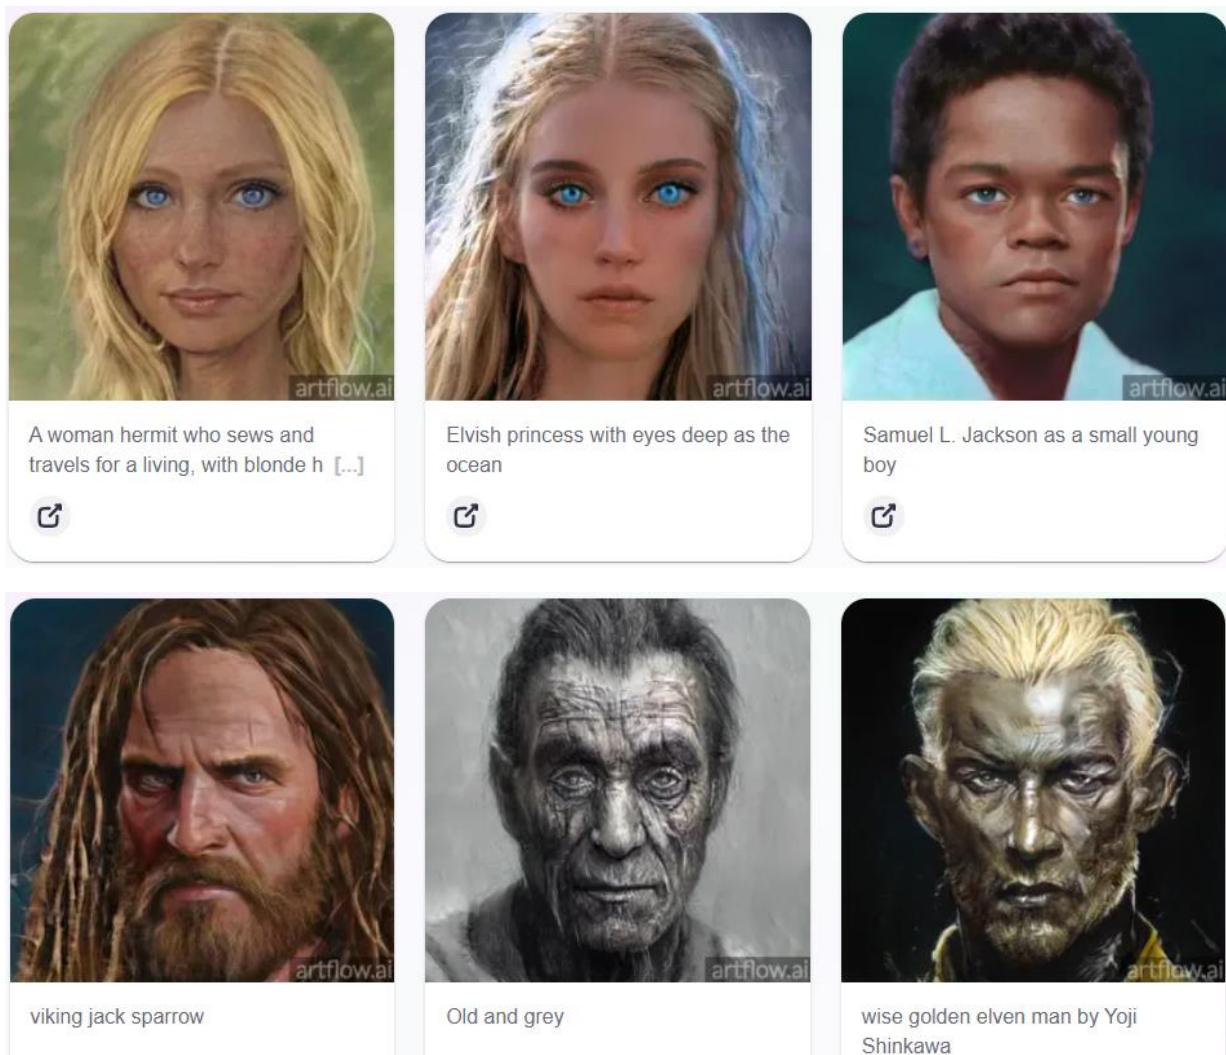 artflow.ai
artflow.ai
artflow.ai
A woman hermit who sews and
travels for a living, with blonde h [...]
Elvish princess with eyes deep as the
ocean
Samuel L. Jackson as a small young
boy
artflow.ai
artflow.ai
artflow.ai
viking jack sparrow
Old and grey
wise golden elven man by Yoji
Shinkawa